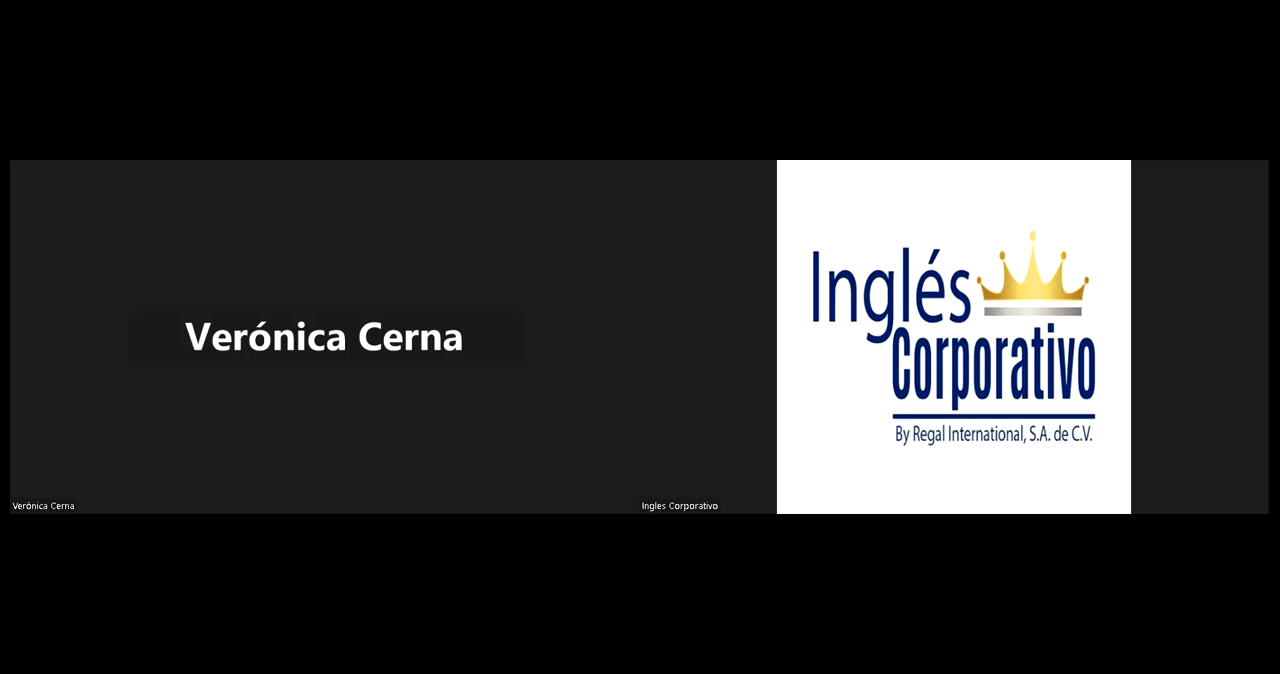 Verónica Cerna
Inglés
Corporativo
By Regal International, S.A. de C.V.
Verónica Cerna
Ingles Corporativo